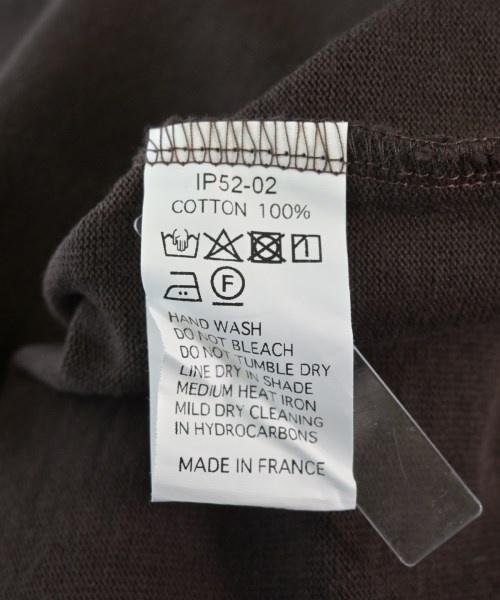 IP52-02
COTTON 100%
F
HAND WASH
DO NOT BLEACH
DO NOT TUMBLE DRY
LINE DRY IN SHADE
MEDIUM HEAT IRON
MILD DRY CLEANING
IN HYDROCARBONS
MADE IN FRANCE